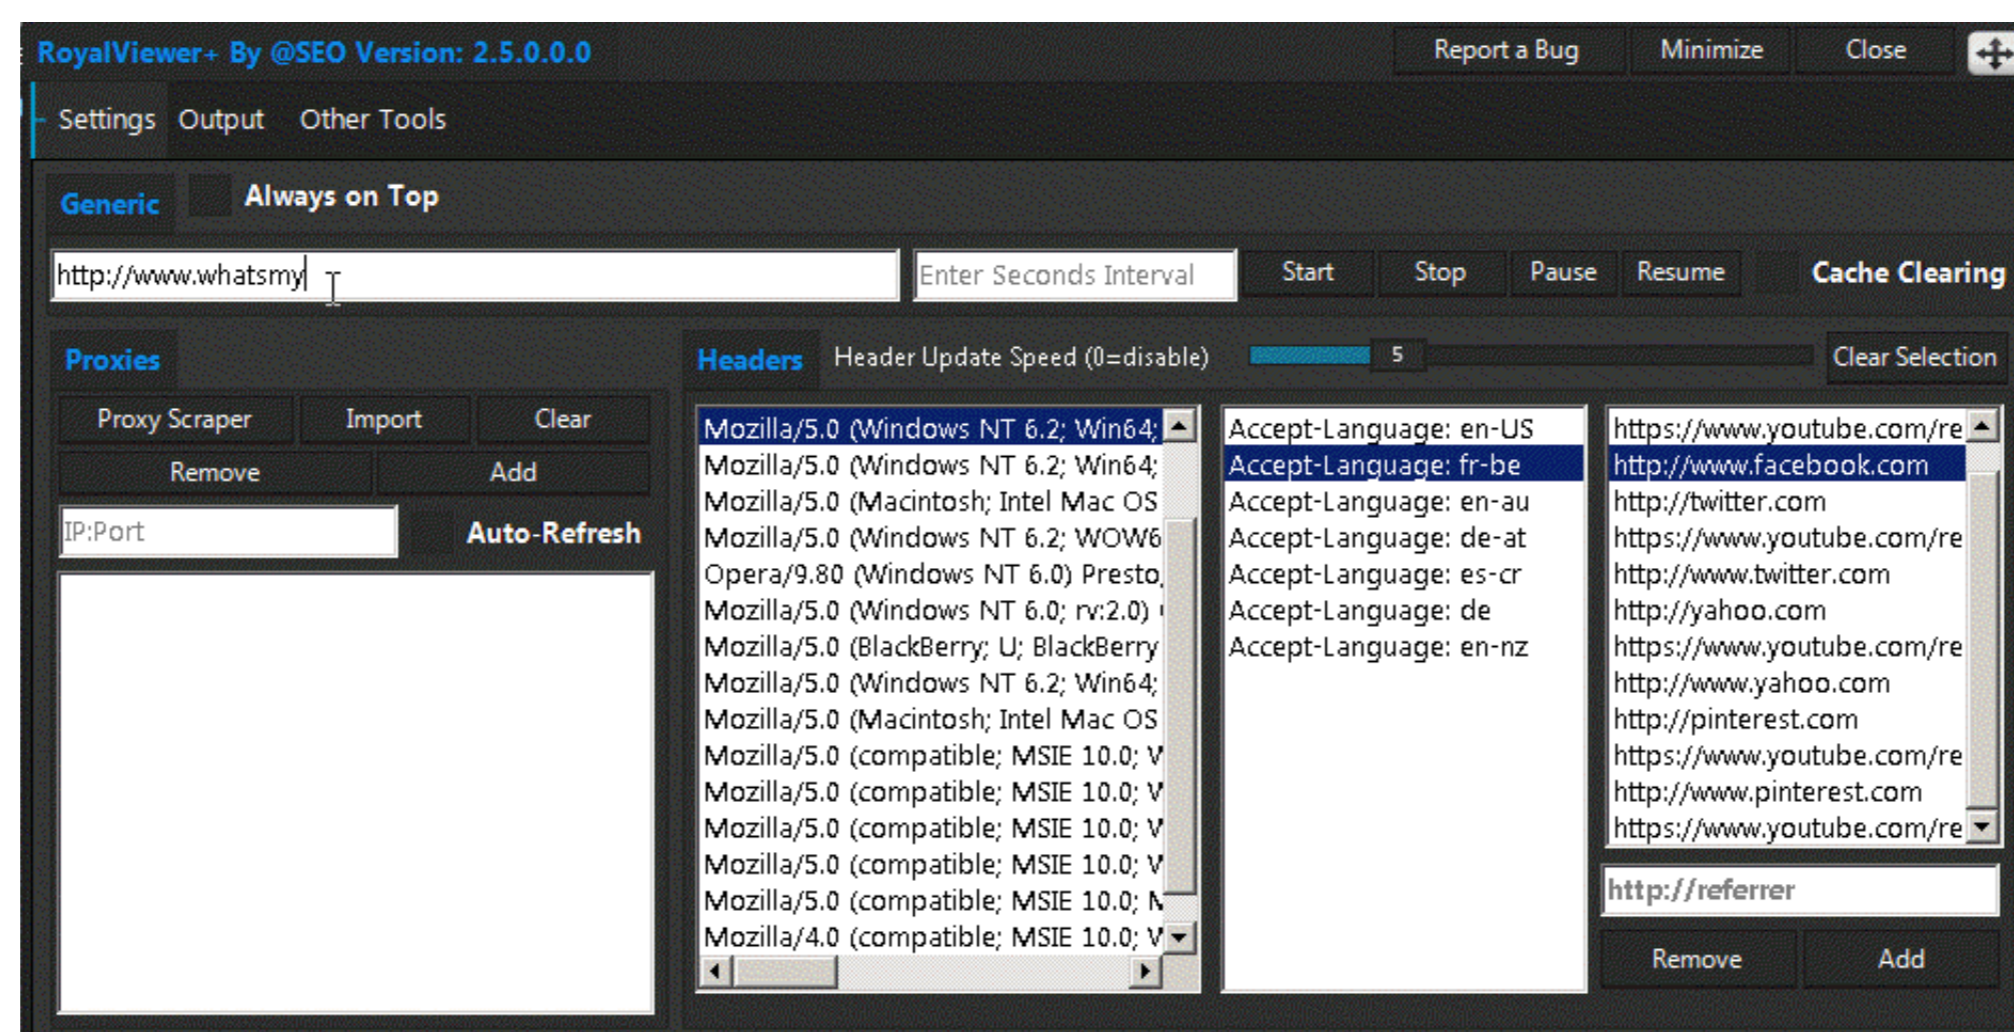 RoyalViewer+ By @SEO Version: 2.5.0.0.0
Report a Bug
Minimize
Close
Settings
Output
Other Tools
Generic
Always on Top
http://www.whatsmy
Enter Seconds Interval
Start
Stop
Pause
Resume
Cache Clearing
Proxies
Proxy Scraper
Import
Clear
Remove
Add
IP:Port
Auto-Refresh
Headers
Header Update Speed (0=disable)
5
Clear Selection
Mozilla/5.0 (Windows NT 6.2; Win64;
Mozilla/5.0 (Windows NT 6.2; Win64;
Mozilla/5.0 (Macintosh; Intel Mac OS
Mozilla/5.0 (Windows NT 6.2; WOW6
Opera/9.80 (Windows NT 6.0) Presto
Mozilla/5.0 (Windows NT 6.0; rv:2.0)
Mozilla/5.0 (BlackBerry; U; BlackBerry
Mozilla/5.0 (Windows NT 6.2; Win64;
Mozilla/5.0 (Macintosh; Intel Mac OS
Mozilla/5.0 (compatible; MSIE 10.0;
Mozilla/5.0 (compatible; MSIE 10.0;
Mozilla/5.0 (compatible; MSIE 10.0;
Mozilla/5.0 (compatible; MSIE 10.0;
Mozilla/5.0 (compatible; MSIE 10.0;
Mozilla/4.0 (compatible; MSIE 10.0;
Accept-Language: en-US
Accept-Language: fr-be
Accept-Language: en-au
Accept-Language: de-at
Accept-Language: es-cr
Accept-Language: de
Accept-Language: en-nz
https://www.youtube.com/re
http://www.facebook.com
http://twitter.com
https://www.youtube.com/re
http://www.twitter.com
http://yahoo.com
https://www.youtube.com/re
http://www.yahoo.com
http://pinterest.com
https://www.youtube.com/re
http://www.pinterest.com
https://www.youtube.com/re
http://referrer
Remove
Add